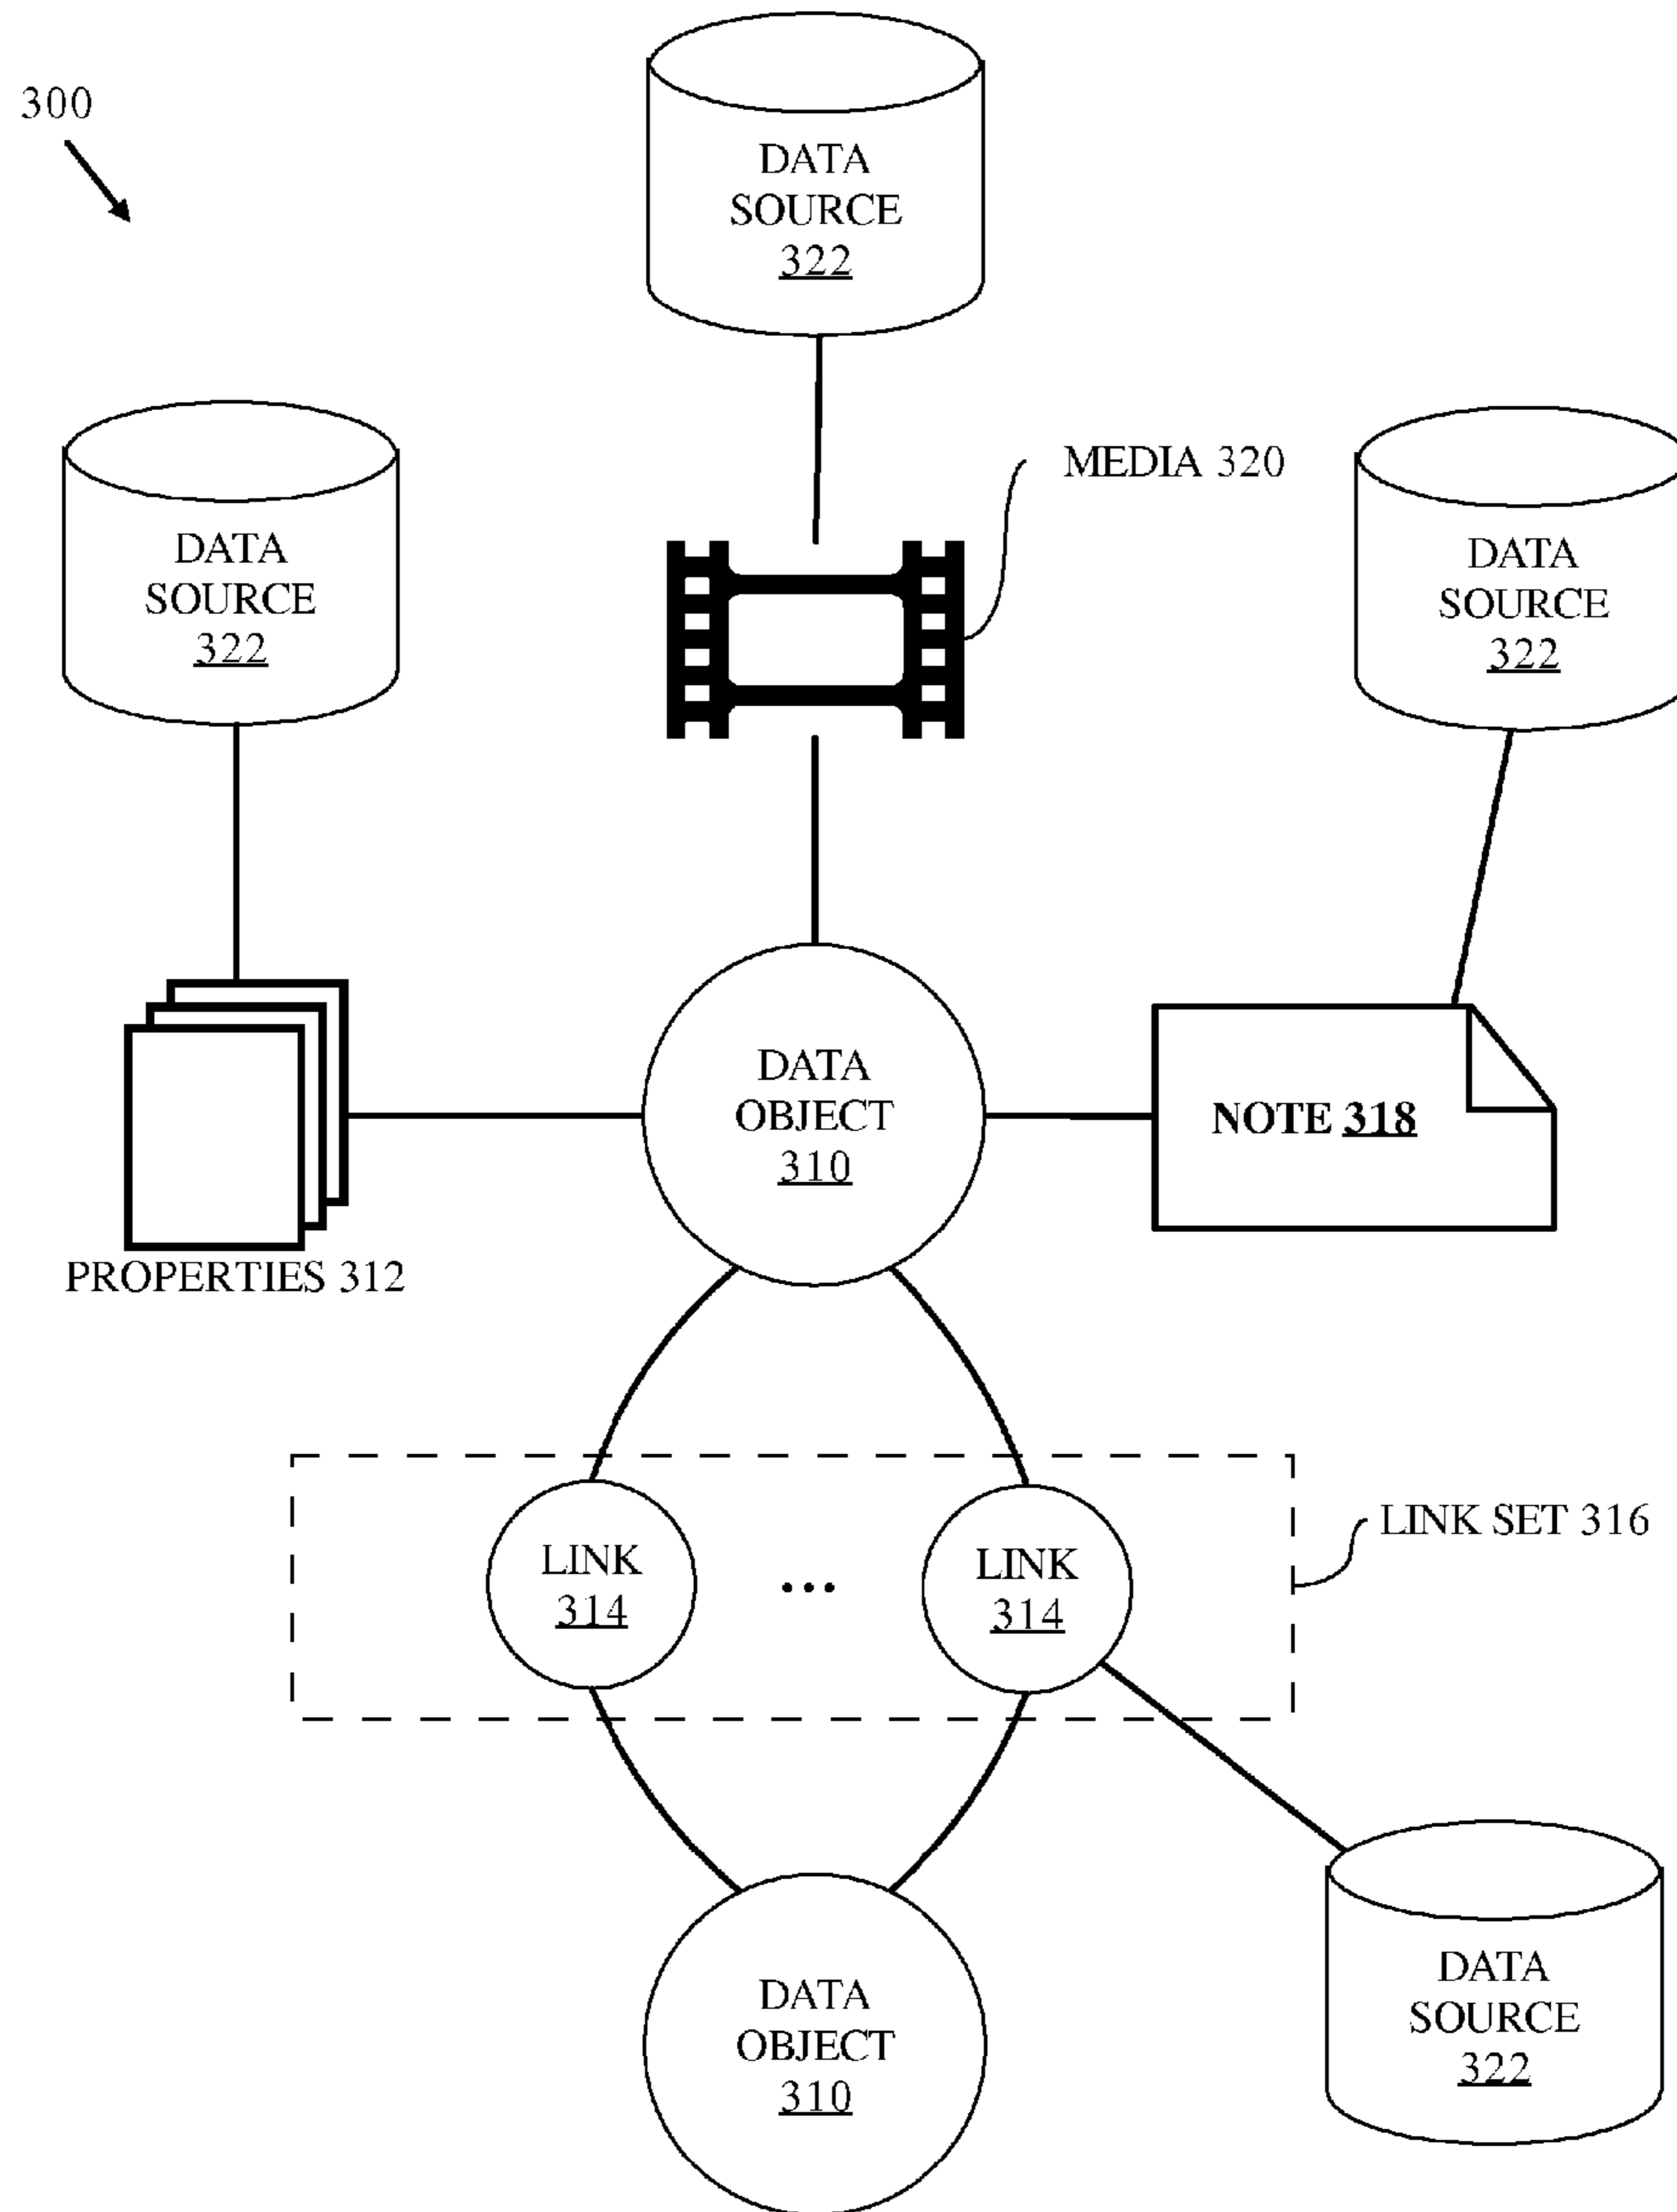 300
DATA
SOURCE
322
MEDIA 320
DATA
SOURCE
322
DATA
SOURCE
322
DATA
OBJECT
310
NOTE 318
PROPERTIES 312
LINK
314
...
LINK
314
LINK SET 316
DATA
SOURCE
322
DATA
OBJECT
310